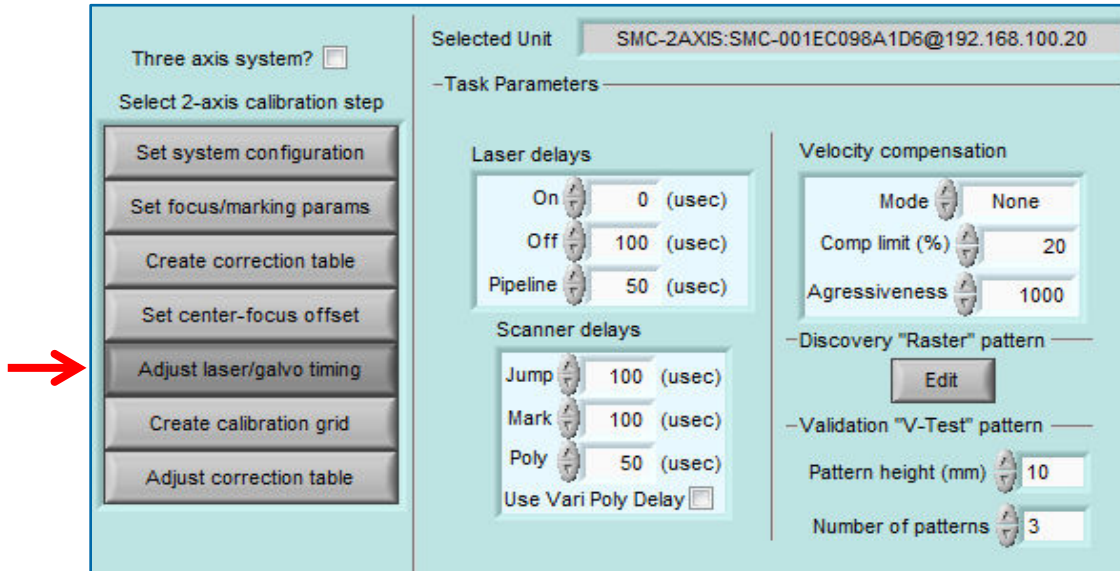 Three axis system?
Select 2-axis calibration step
Set system configuration
Set focus/marking params
Create correction table
Set center-focus offset
Adjust laser/galvo timing
Create calibration grid
Adjust correction table
Selected Unit SMC-2AXIS:SMC-001EC098A1D6@192.168.100.20
Task Parameters
Laser delays
On 0 (usec)
Off 100 (usec)
Pipeline 50 (usec)
Scanner delays
Jump 100 (usec)
Mark 100 (usec)
Poly 50 (usec)
Use Vari Poly Delay
Velocity compensation
Mode None
Comp limit (%) 20
Agressiveness 1000
Discovery "Raster" pattern
Edit
Validation "V-Test" pattern
Pattern height (mm) 10
Number of patterns 3